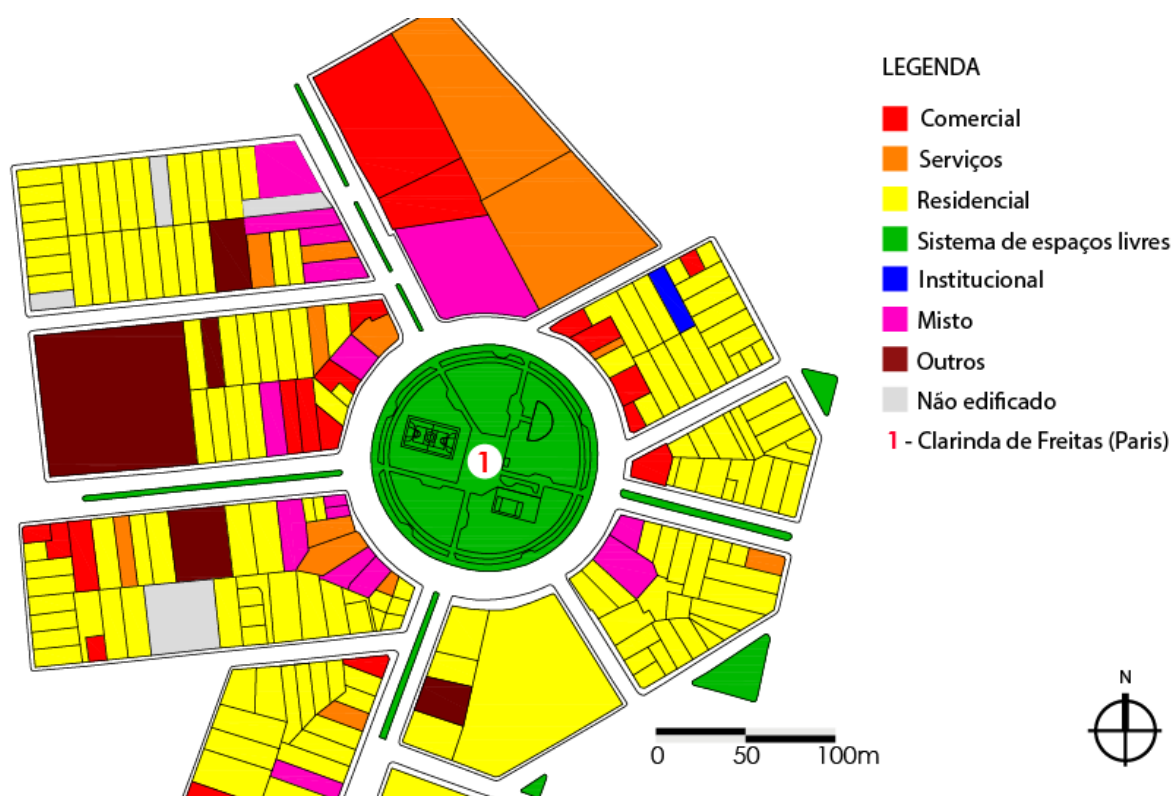 LEGENDA
Comercial
Serviços
Residencial
Sistema de espaços livres
Institucional
Misto
Outros
Não edificado
1 - Clarinda de Freitas (Paris)
1
N
0 50 100m